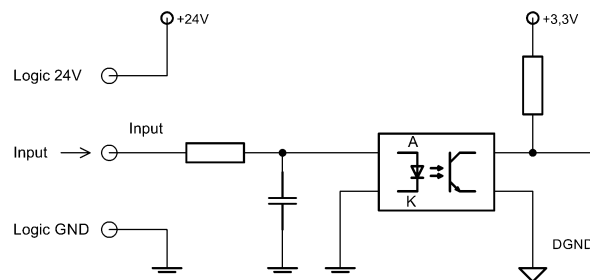 +24V
+3,3V
Logic 24V
Input
Input
A
K
Logic GND
DGND